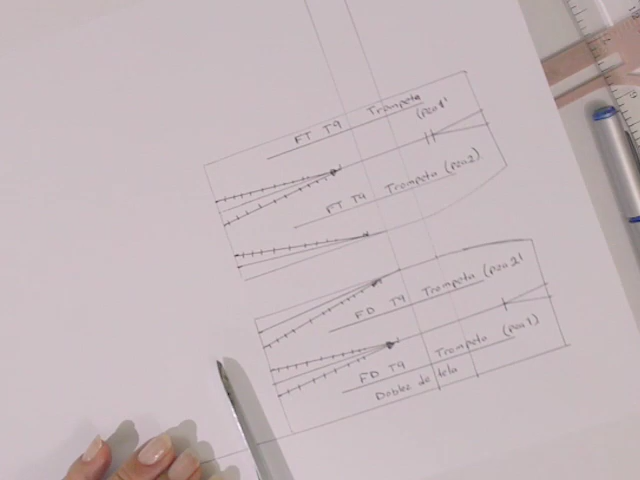 FT T9 Trompeta (pza1)
FT T9 Trompeta (pza2)
FD T9 Trompeta (pza2)
FD T9 Trompeta (pza1)
Doblez de tela